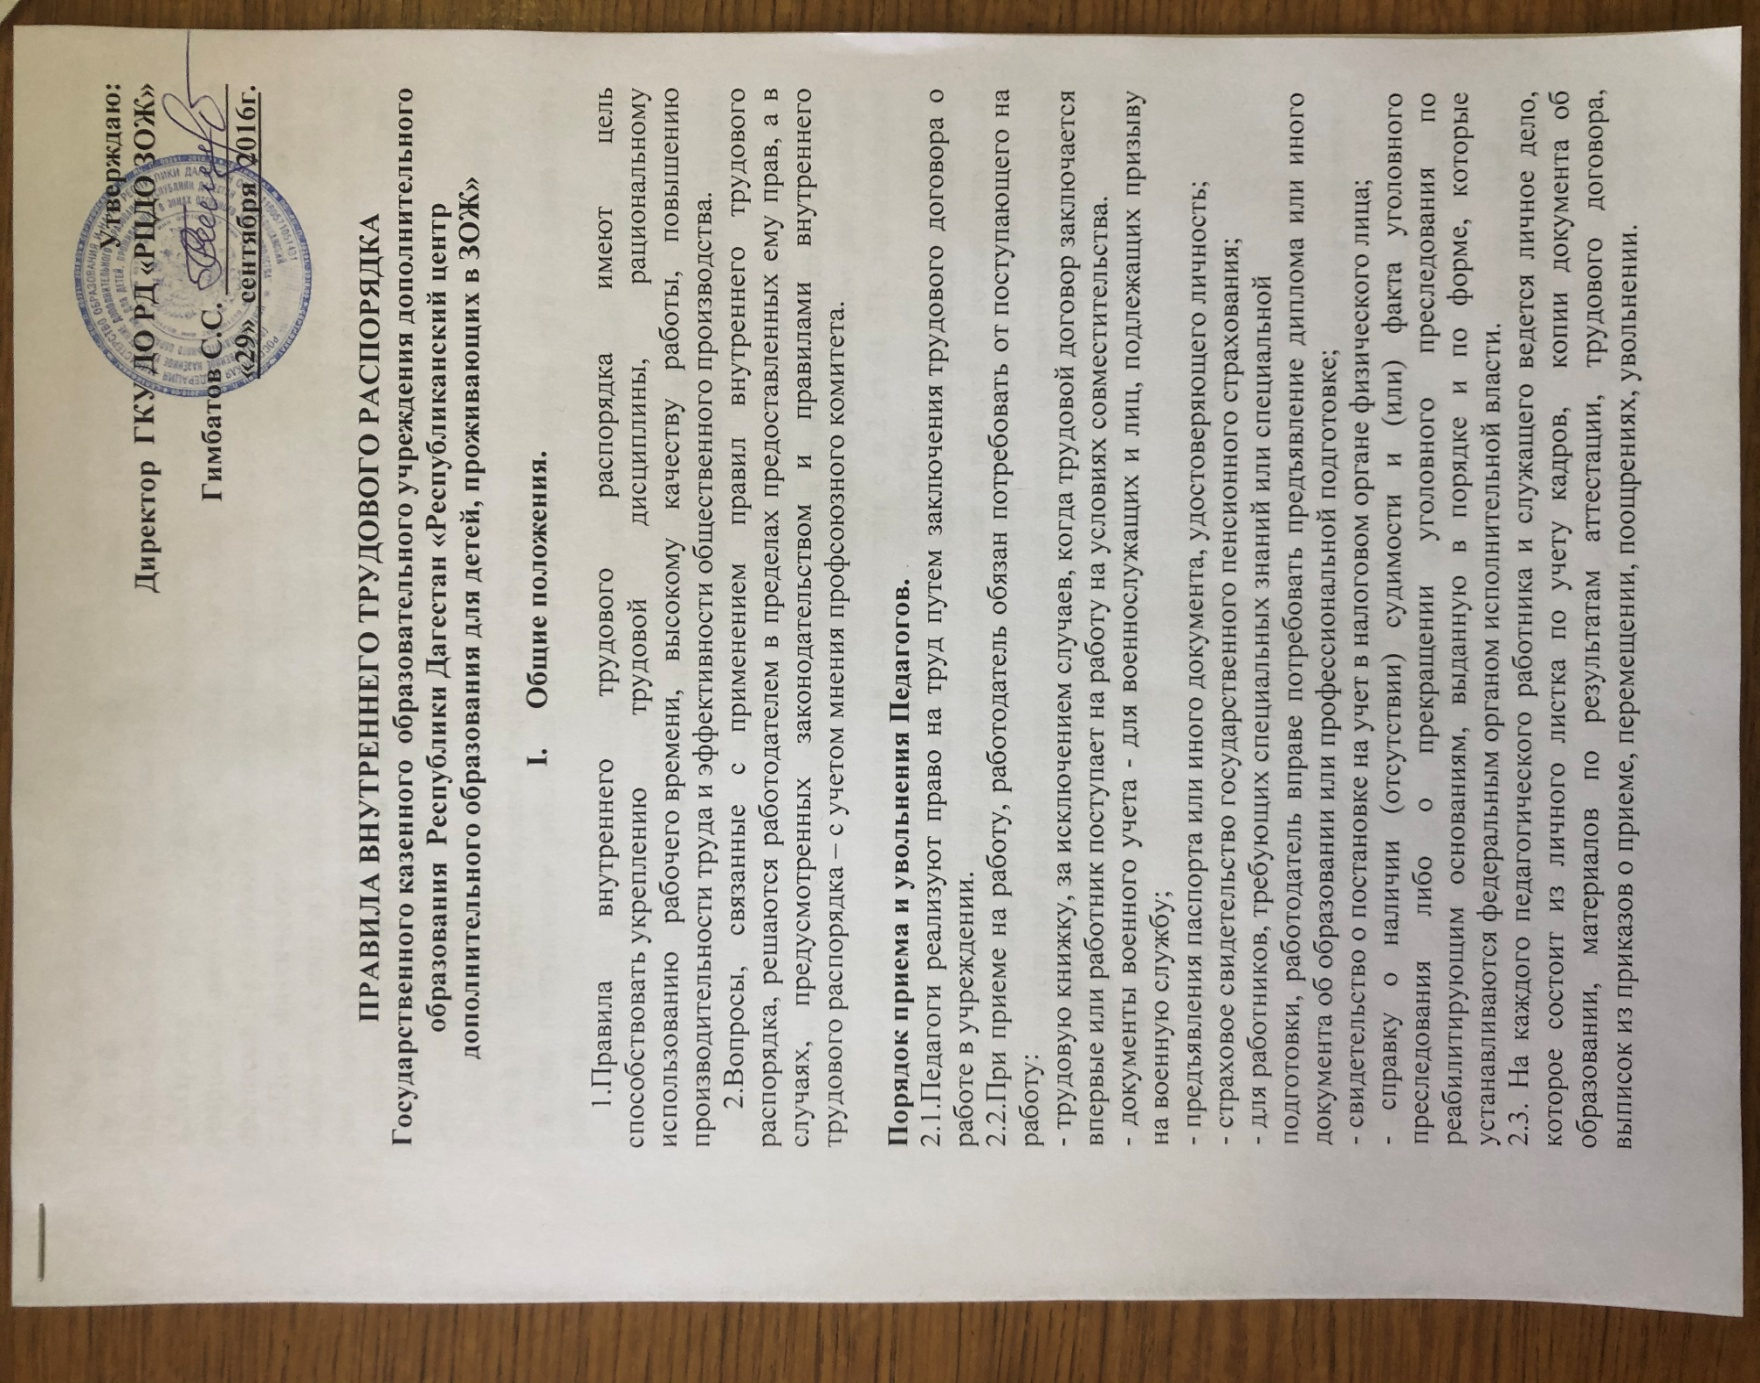 Утверждаю:
Директор ГКУ ДО РД «РЦДО ЗОЖ»
Гимбатов С.С.
«29» сентября 2016г.
ПРАВИЛА ВНУТРЕННЕГО ТРУДОВОГО РАСПОРЯДКА
Государственного казенного образовательного учреждения дополнительного
образования Республики Дагестан «Республиканский центр
дополнительного образования для детей, проживающих в ЗОЖ»
I. Общие положения.
1.Правила внутреннего трудового распорядка имеют цель
способствовать укреплению трудовой дисциплины, рациональному
использованию рабочего времени, высокому качеству работы, повышению
производительности труда и эффективности общественного производства.
2.Вопросы, связанные с применением правил внутреннего трудового
распорядка, решаются работодателем в пределах предоставленных ему прав, а в
случаях, предусмотренных законодательством и правилами внутреннего
трудового распорядка – с учетом мнения профсоюзного комитета.
Порядок приема и увольнения Педагогов.
2.1.Педагоги реализуют право на труд путем заключения трудового договора о
работе в учреждении.
2.2.При приеме на работу, работодатель обязан потребовать от поступающего на
работу:
- трудовую книжку, за исключением случаев, когда трудовой договор заключается
впервые или работник поступает на работу на условиях совместительства.
- документы военного учета - для военнослужащих и лиц, подлежащих призыву
на военную службу;
- предъявления паспорта или иного документа, удостоверяющего личность;
- страховое свидетельство государственного пенсионного страхования;
- для работников, требующих специальных знаний или специальной
подготовки, работодатель вправе потребовать предъявление диплома или иного
документа об образовании или профессиональной подготовке;
- свидетельство о постановке на учет в налоговом органе физического лица;
- справку о наличии (отсутствии) судимости и (или) факта уголовного
преследования либо о прекращении уголовного преследования по
реабилитирующим основаниям, выданную в порядке и по форме, которые
устанавливаются федеральным органом исполнительной власти.
2.3. На каждого педагогического работника и служащего ведется личное дело,
которое состоит из личного листка по учету кадров, копии документа об
образовании, материалов по результатам аттестации, трудового договора,
выписок из приказов о приеме, перемещении, поощрениях, увольнении.